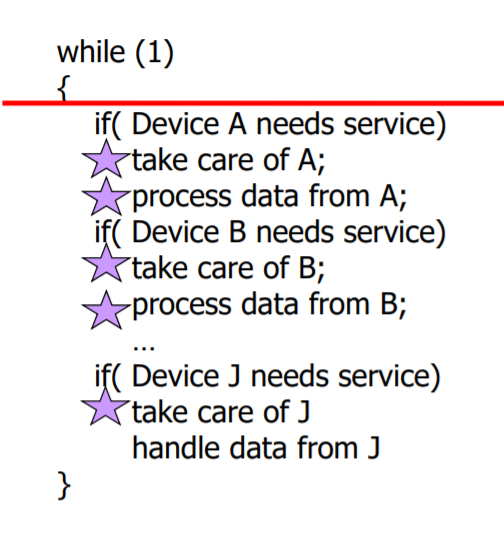 while (1)
{
if( Device A needs service)
take care of A;
process data from A;
if( Device B needs service)
take care of B;
process data from B;
...
if( Device J needs service)
take care of J
handle data from J
}